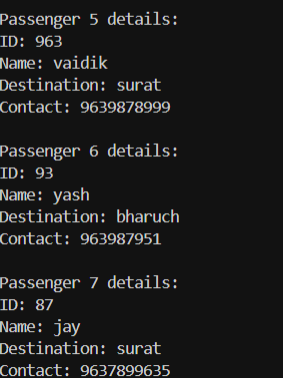 Passenger 5 details:
ID: 963
Name: vaidik
Destination: surat
Contact: 9639878999
Passenger 6 details:
ID: 93
Name: yash
Destination: bharuch
Contact: 963987951
Passenger 7 details:
ID: 87
Name: jay
Destination: surat
Contact: 9637899635